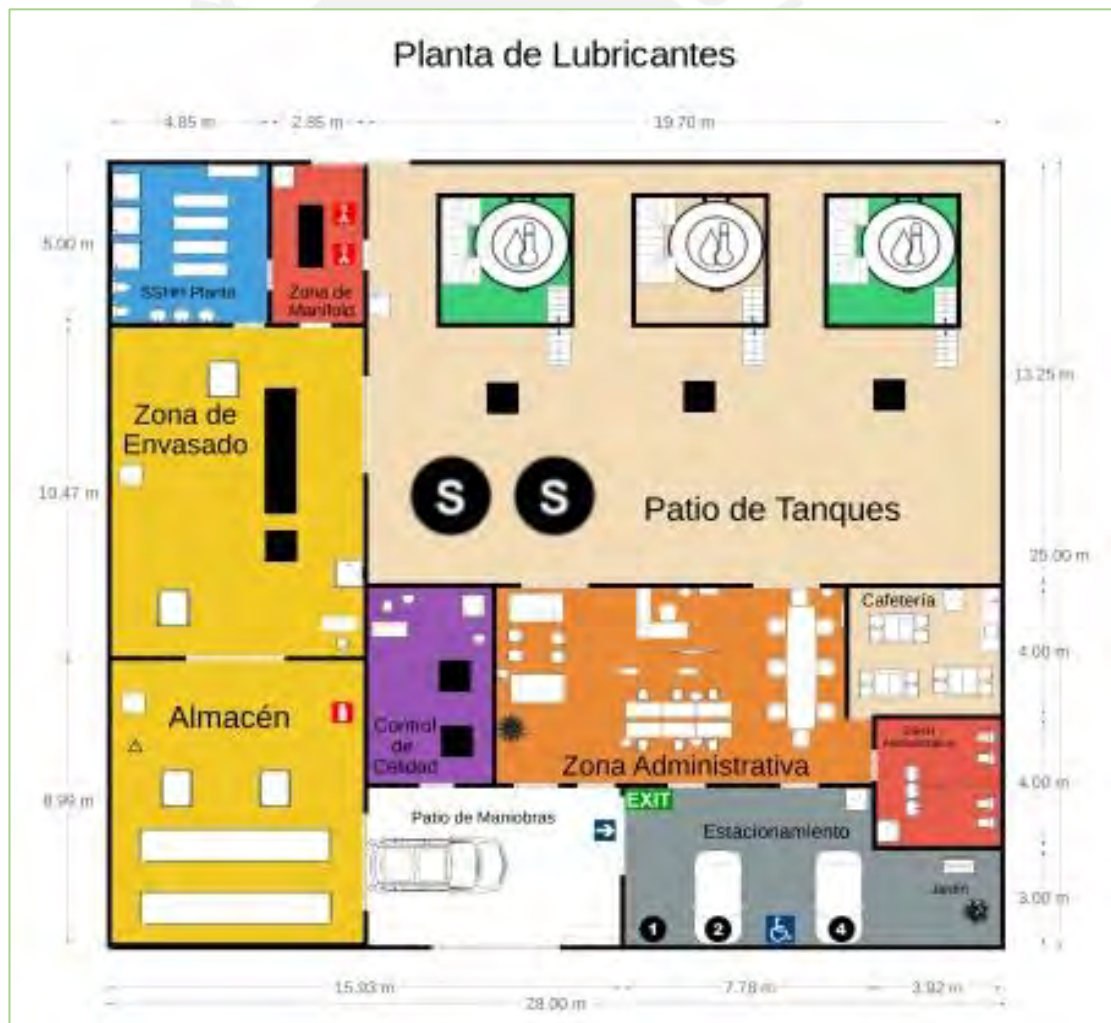 Planta de Lubricantes
4.85 m
2.85 m
19.70 m
5.00 m
SSHH Planta
Zona de
Manifold
Zona de
Envasado
13.25 m
10.47 m
S
S
Patio de Tanques
25.00 m
Cafetería
4.00 m
Almacén
Control
de
Calidad
Zona Administrativa
4.00 m
EXIT
Patio de Maniobras
Estacionamiento
Jardín
3.00 m
1
2
4
15.93 m
7.78 m
3.92 m
28.00 m